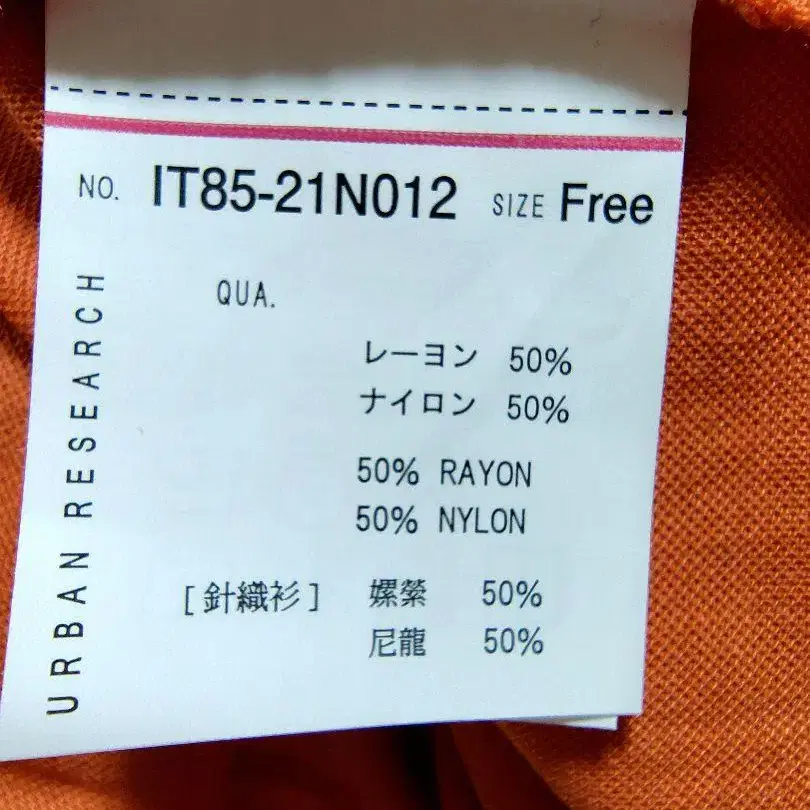 NO. IT85-21N012 SIZE Free
QUA.
レーヨン 50%
ナイロン 50%
50% RAYON
50% NYLON
[針織衫] 嫘縈 50%
尼龍 50%
URBAN RESEARCH